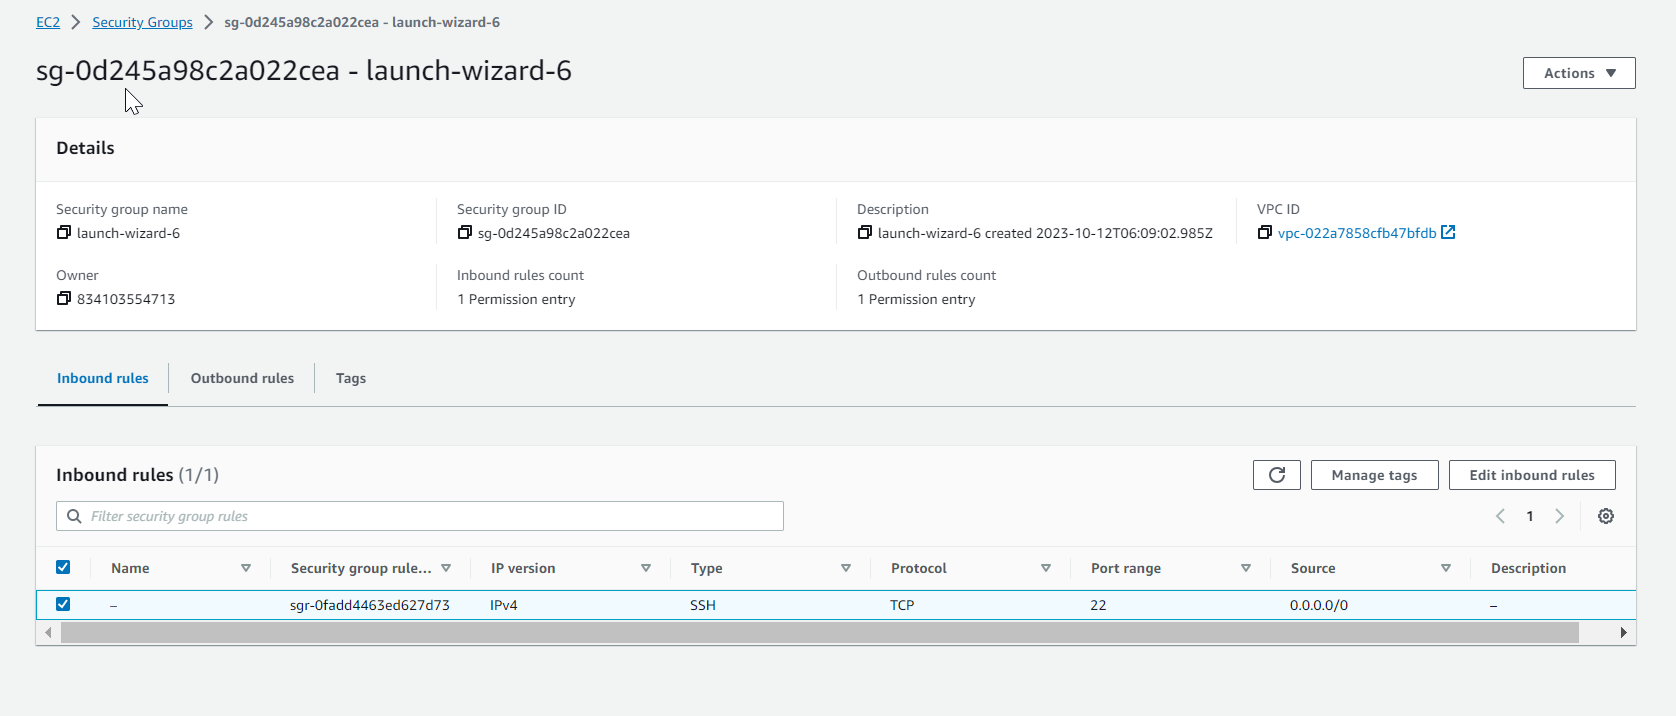 EC2 > Security Groups > sg-0d245a98c2a022cea - launch-wizard-6
sg-0d245a98c2a022cea - launch-wizard-6
Actions
Details
Security group name
launch-wizard-6
Security group ID
sg-0d245a98c2a022cea
Description
launch-wizard-6 created 2023-10-12T06:09:02.985Z
VPC ID
vpc-022a7858cfb47bfdb
Owner
834103554713
Inbound rules count
1 Permission entry
Outbound rules count
1 Permission entry
Inbound rules Outbound rules Tags
Inbound rules (1/1)
Manage tags Edit inbound rules
Filter security group rules
1
Name Security group rule... IP version Type Protocol Port range Source Description
– sgr-0fadd4463ed627d73 IPv4 SSH TCP 22 0.0.0.0/0 –